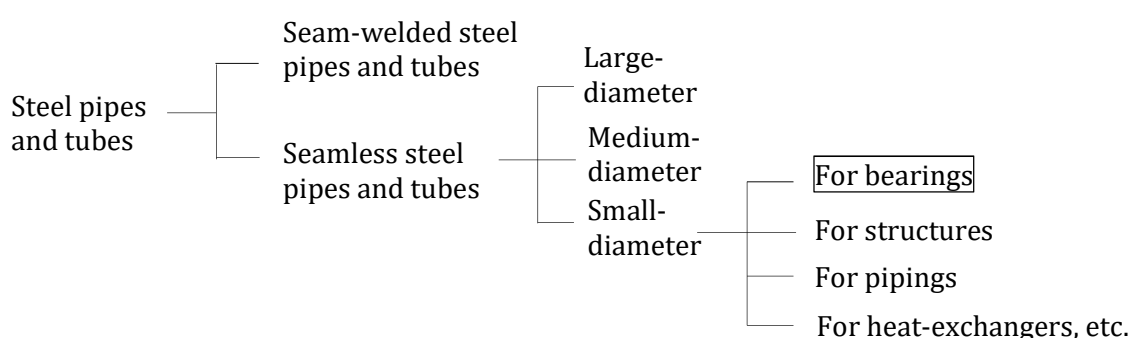 Steel pipes
and tubes
Seam-welded steel
pipes and tubes
Seamless steel
pipes and tubes
Large-
diameter
Medium-
diameter
Small-
diameter
For bearings
For structures
For pipings
For heat-exchangers, etc.